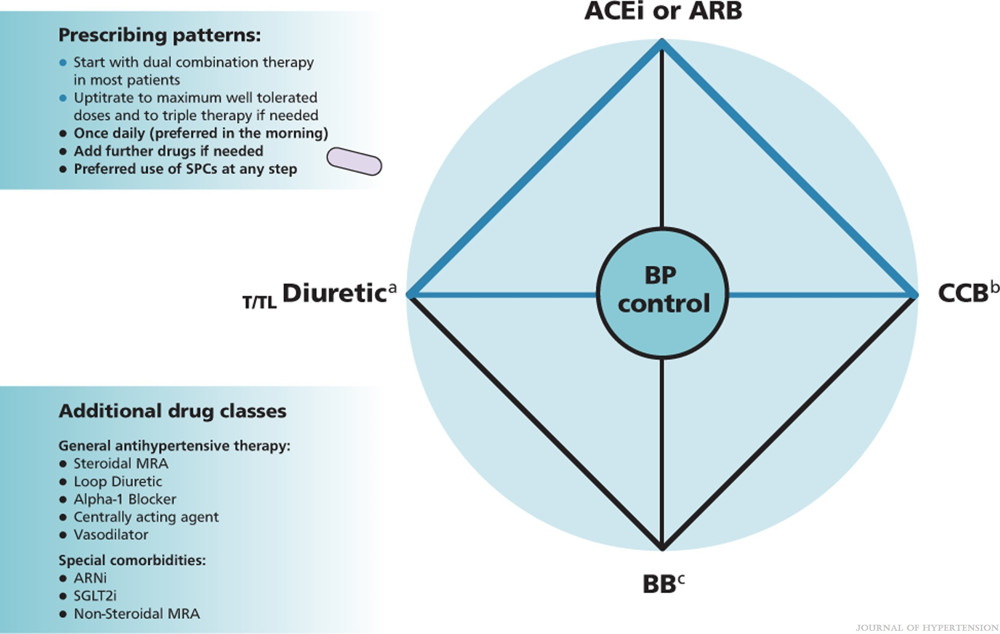 Prescribing patterns:
● Start with dual combination therapy
in most patients
● Uptitrate to maximum well tolerated
doses and to triple therapy if needed
● Once daily (preferred in the morning)
● Add further drugs if needed
● Preferred use of SPCs at any step
ACEi or ARB
T/TL Diureticᵃ
BP
control
CCBᵇ
BBᶜ
Additional drug classes
General antihypertensive therapy:
● Steroidal MRA
● Loop Diuretic
● Alpha-1 Blocker
● Centrally acting agent
● Vasodilator
Special comorbidities:
● ARNi
● SGLT2i
● Non-Steroidal MRA
JOURNAL OF HYPERTENSION